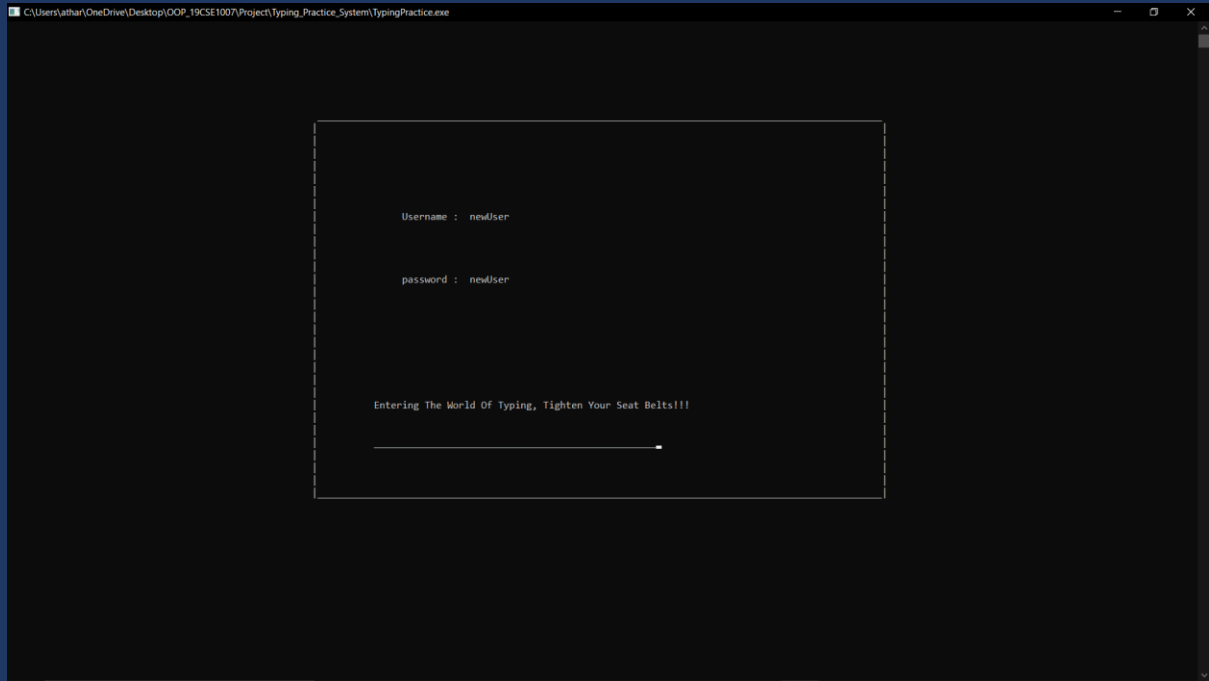 C:\Users\athar\OneDrive\Desktop\OOP_19CSE1007\Project\Typing_Practice_System\TypingPractice.exe
Username : newUser
password : newUser
Entering The World Of Typing, Tighten Your Seat Belts!!!